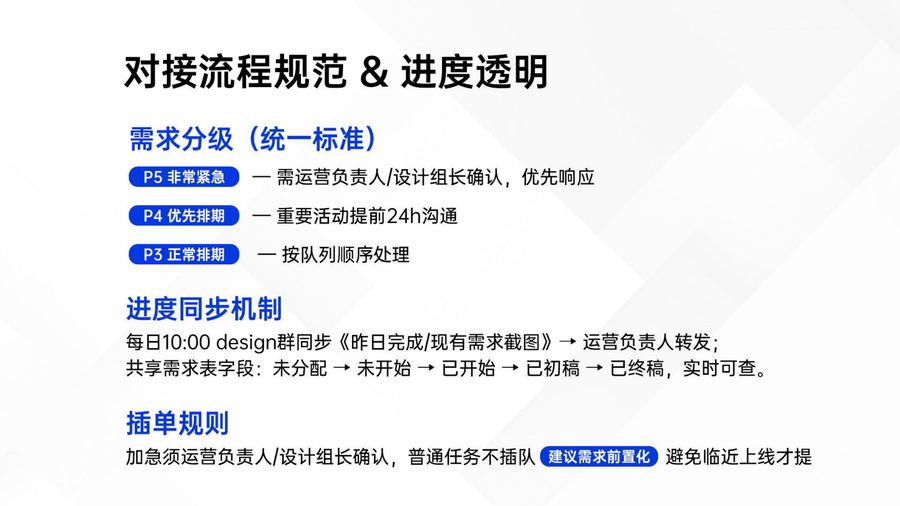 对接流程规范 & 进度透明
需求分级（统一标准）
P5 非常紧急 — 需运营负责人/设计组长确认，优先响应
P4 优先排期 — 重要活动提前24h沟通
P3 正常排期 — 按队列顺序处理
进度同步机制
每日10:00 design群同步《昨日完成/现有需求截图》→ 运营负责人转发；
共享需求表字段：未分配 → 未开始 → 已开始 → 已初稿 → 已终稿，实时可查。
插单规则
加急须运营负责人/设计组长确认，普通任务不插队 建议需求前置化 避免临近上线才提